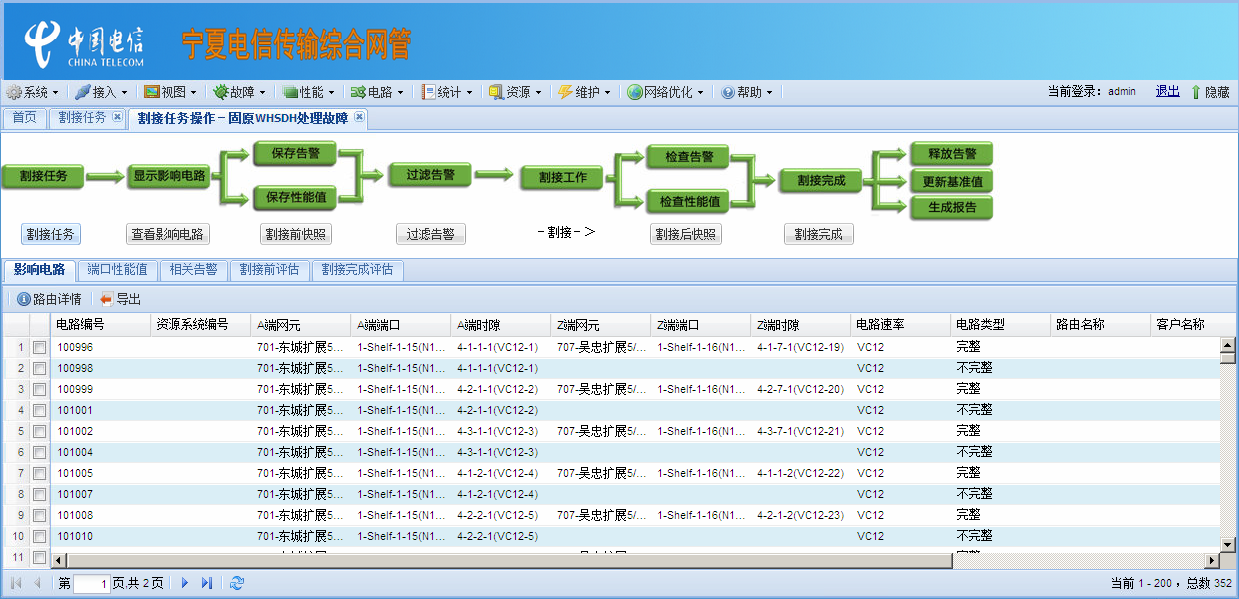 中国电信 CHINA TELECOM 宁夏电信传输综合网管
系统 接入 视图 故障 性能 电路 统计 资源 维护 网络优化 帮助 当前登录：admin 退出 隐藏
首页 割接任务 割接任务操作－固原WHSDH处理故障
割接任务 显示影响电路 保存告警 保存性能值 过滤告警 割接工作 检查告警 检查性能值 割接完成 释放告警 更新基准值 生成报告
割接任务 查看影响电路 割接前快照 过滤告警 －割接－＞ 割接后快照 割接完成
影响电路 端口性能值 相关告警 割接前评估 割接完成评估
路由详情 导出
电路编号 资源系统编号 A端网元 A端端口 A端时隙 Z端网元 Z端端口 Z端时隙 电路速率 电路类型 路由名称 客户名称
1 100996 701-东城扩展5... 1-Shelf-1-15(N1... 4-1-1-1(VC12-1) 707-吴忠扩展5/... 1-Shelf-1-16(N1... 4-1-7-1(VC12-19) VC12 完整
2 100998 701-东城扩展5... 1-Shelf-1-15(N1... 4-1-1-1(VC12-1) VC12 不完整
3 100999 701-东城扩展5... 1-Shelf-1-15(N1... 4-2-1-1(VC12-2) 707-吴忠扩展5/... 1-Shelf-1-16(N1... 4-2-7-1(VC12-20) VC12 完整
4 101001 701-东城扩展5... 1-Shelf-1-15(N1... 4-2-1-1(VC12-2) VC12 不完整
5 101002 701-东城扩展5... 1-Shelf-1-15(N1... 4-3-1-1(VC12-3) 707-吴忠扩展5/... 1-Shelf-1-16(N1... 4-3-7-1(VC12-21) VC12 完整
6 101004 701-东城扩展5... 1-Shelf-1-15(N1... 4-3-1-1(VC12-3) VC12 不完整
7 101005 701-东城扩展5... 1-Shelf-1-15(N1... 4-1-2-1(VC12-4) 707-吴忠扩展5/... 1-Shelf-1-16(N1... 4-1-1-2(VC12-22) VC12 完整
8 101007 701-东城扩展5... 1-Shelf-1-15(N1... 4-1-2-1(VC12-4) VC12 不完整
9 101008 701-东城扩展5... 1-Shelf-1-15(N1... 4-2-2-1(VC12-5) 707-吴忠扩展5/... 1-Shelf-1-16(N1... 4-2-1-2(VC12-23) VC12 完整
10 101010 701-东城扩展5... 1-Shelf-1-15(N1... 4-2-2-1(VC12-5) VC12 不完整
11
第 1 页,共 2 页 当前 1 - 200 ，总数 352